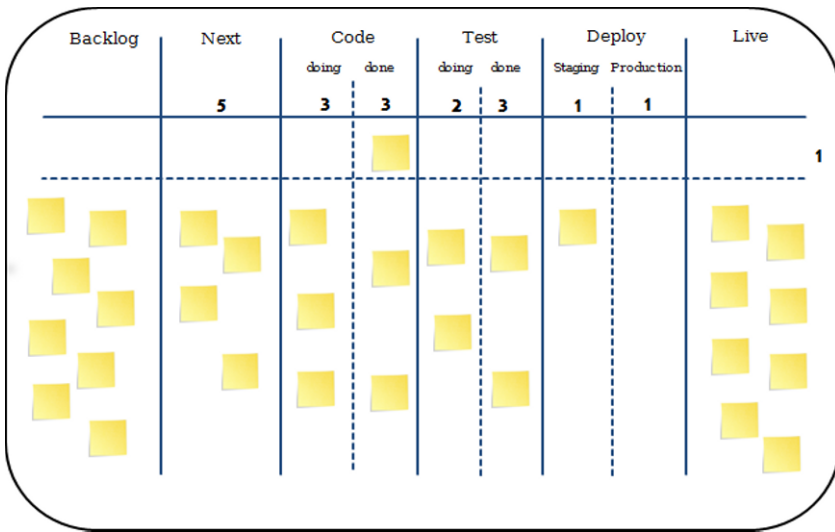 Backlog Next Code Test Deploy Live
doing done doing done Staging Production
5 3 3 2 3 1 1
1